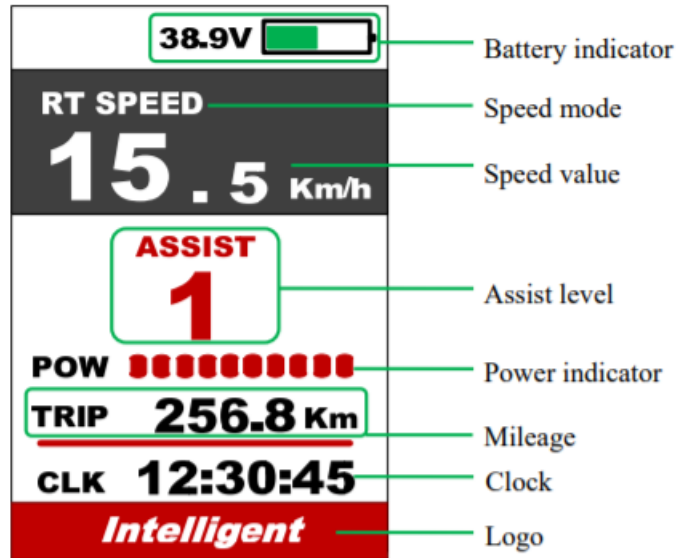 38.9V Battery indicator
RT SPEED Speed mode
15.5 Km/h Speed value
ASSIST
1 Assist level
POW Power indicator
TRIP 256.8 Km Mileage
CLK 12:30:45 Clock
Intelligent Logo